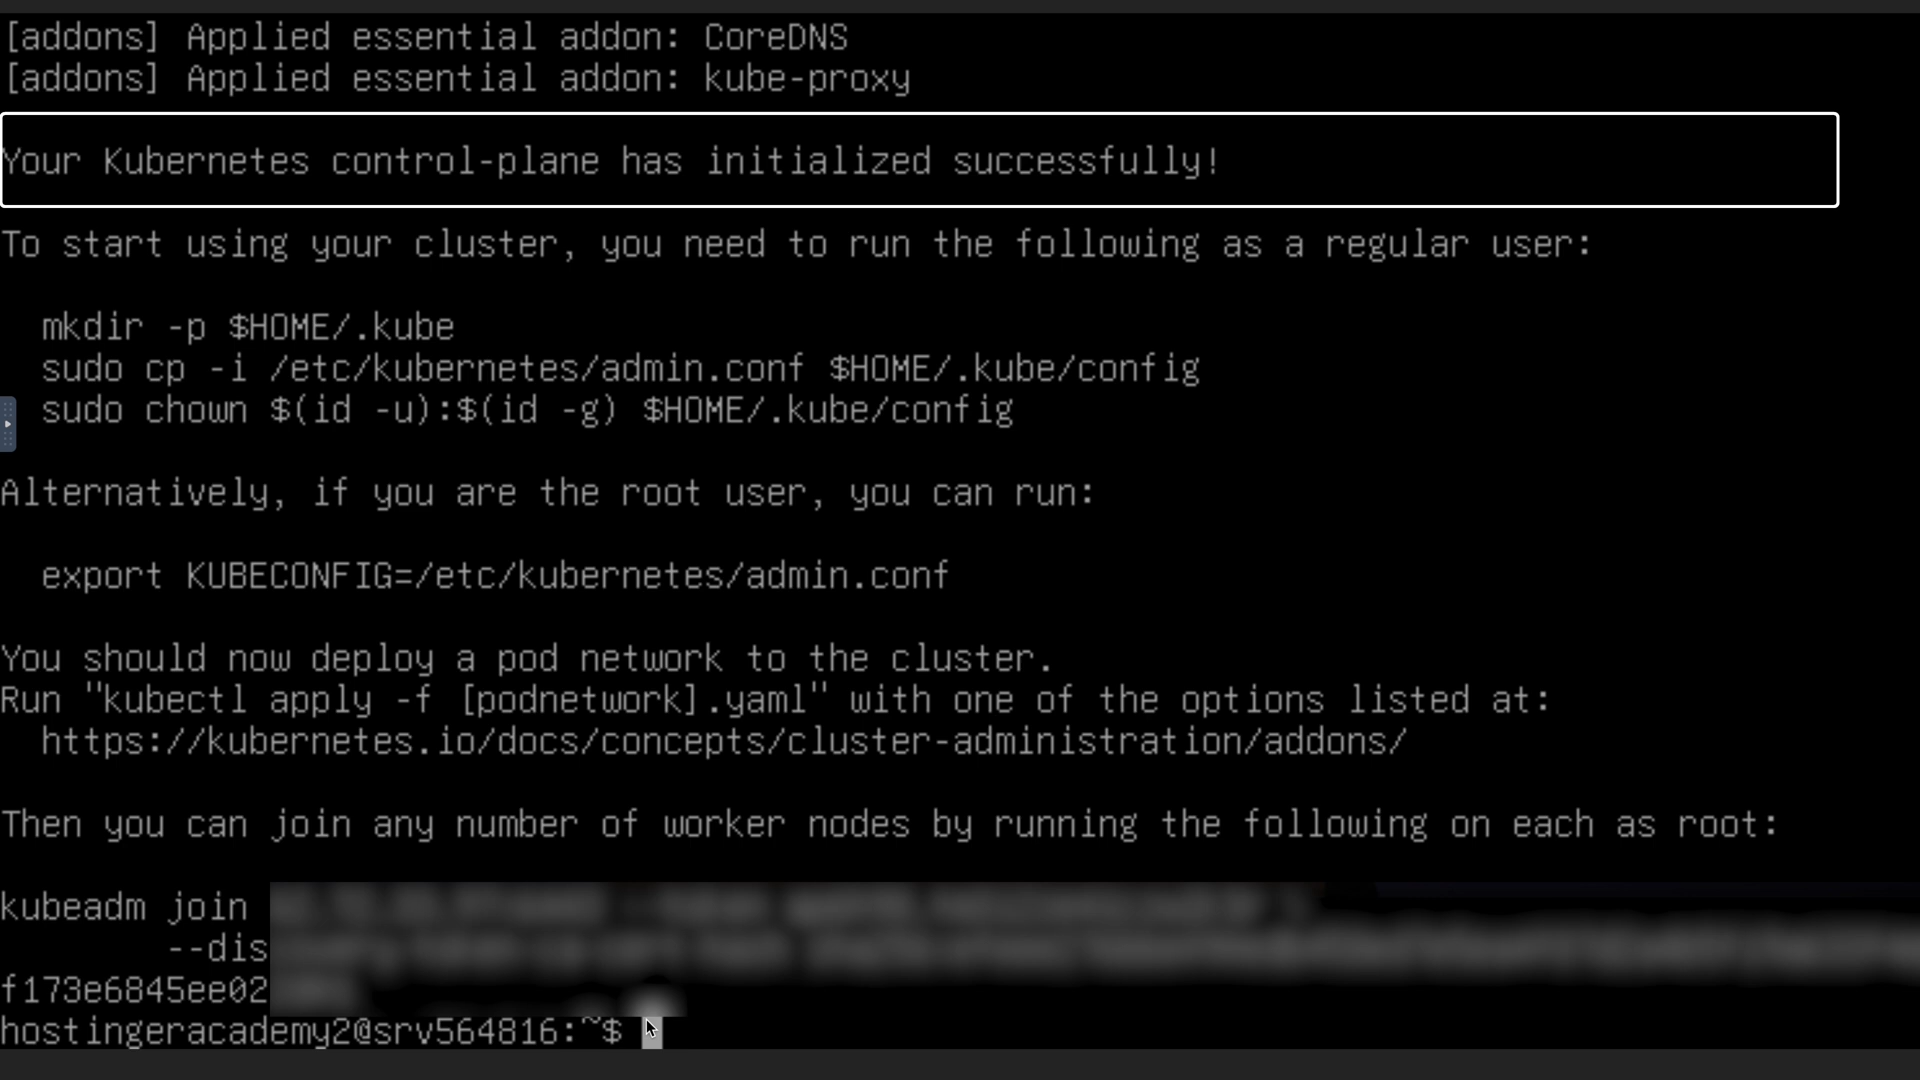 [addons] Applied essential addon: CoreDNS
[addons] Applied essential addon: kube-proxy
Your Kubernetes control-plane has initialized successfully!
To start using your cluster, you need to run the following as a regular user:
mkdir -p $HOME/.kube
sudo cp -i /etc/kubernetes/admin.conf $HOME/.kube/config
sudo chown $(id -u):$(id -g) $HOME/.kube/config
Alternatively, if you are the root user, you can run:
export KUBECONFIG=/etc/kubernetes/admin.conf
You should now deploy a pod network to the cluster.
Run "kubectl apply -f [podnetwork].yaml" with one of the options listed at:
https://kubernetes.io/docs/concepts/cluster-administration/addons/
Then you can join any number of worker nodes by running the following on each as root:
kubeadm join
--dis
f173e6845ee02
hostingeracademy2@srv564816:~$